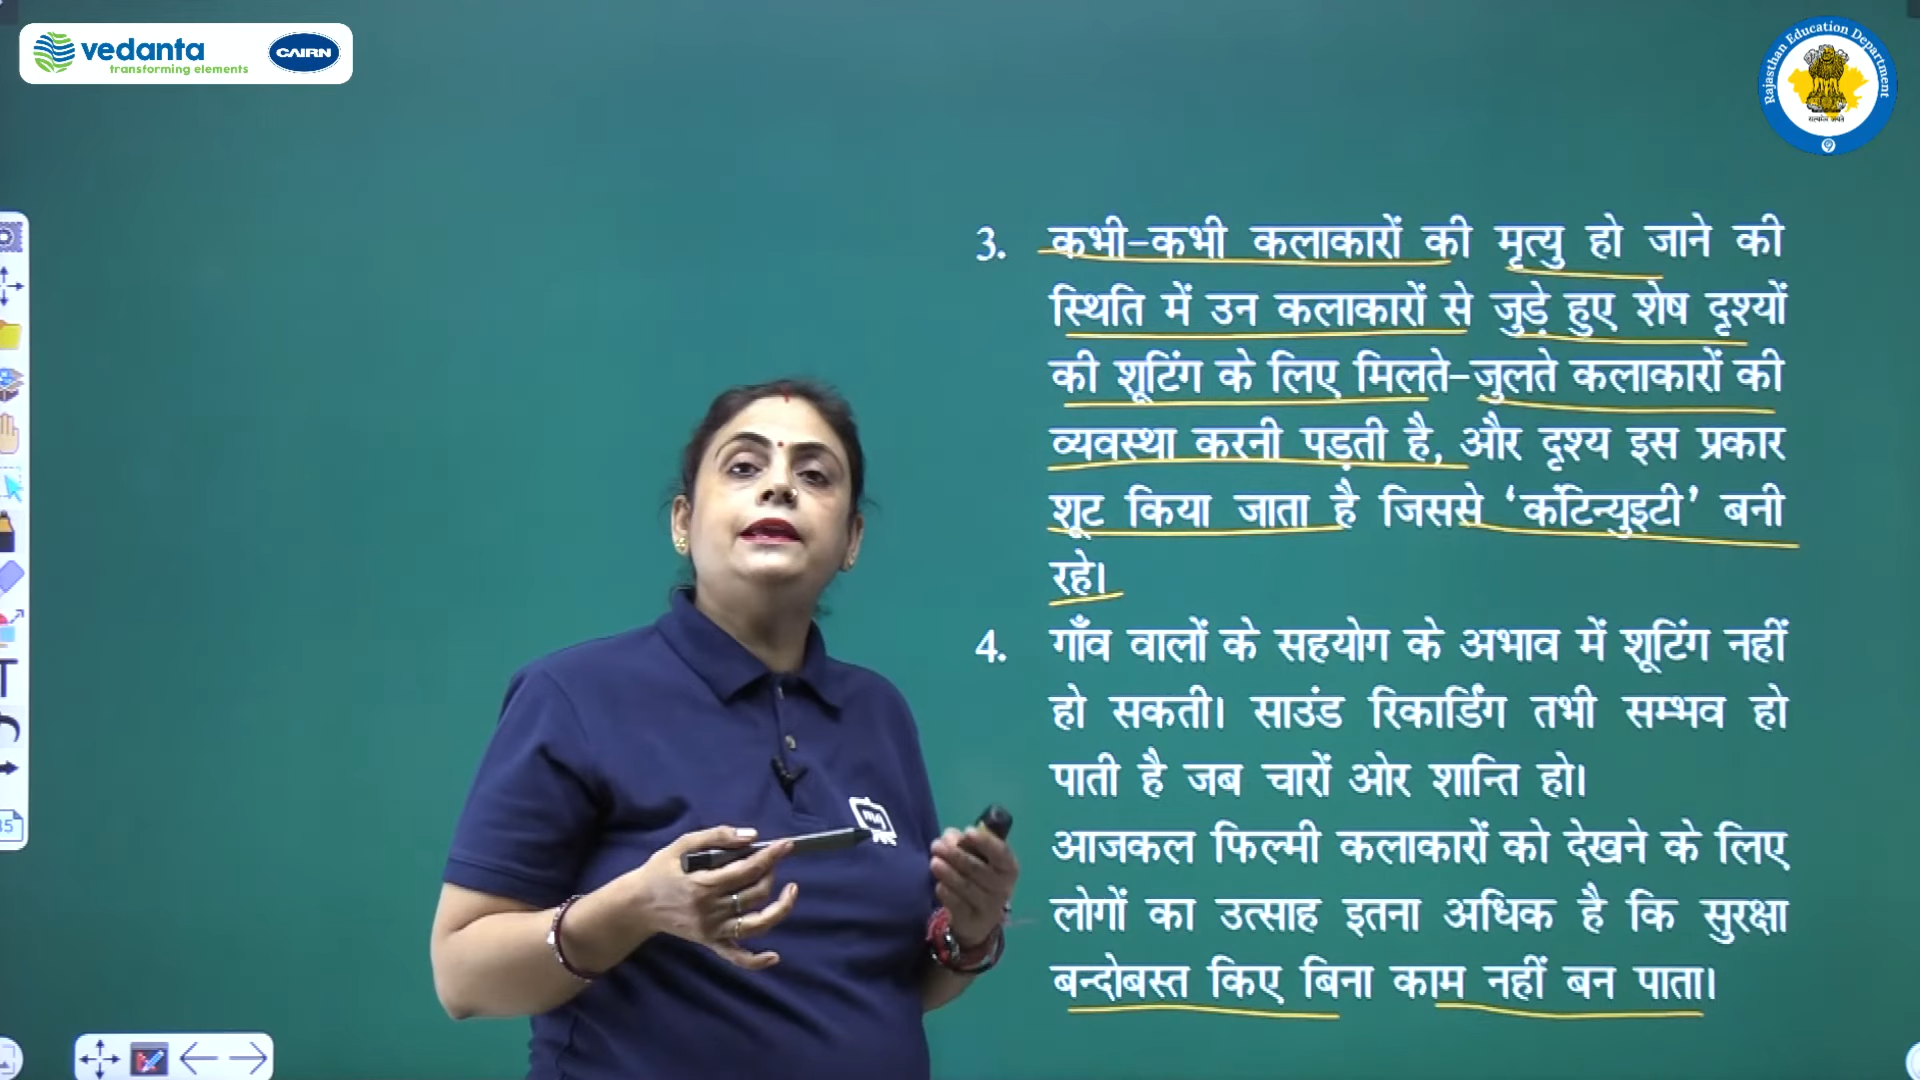 vedanta
transforming elements
CAIRN
Rajasthan Education Department
3. कभी-कभी कलाकारों की मृत्यु हो जाने की
स्थिति में उन कलाकारों से जुड़े हुए शेष दृश्यों
की शूटिंग के लिए मिलते-जुलते कलाकारों की
व्यवस्था करनी पड़ती है, और दृश्य इस प्रकार
शूट किया जाता है जिससे ‘कंटिन्युइटी’ बनी
रहे।
4. गाँव वालों के सहयोग के अभाव में शूटिंग नहीं
हो सकती। साउंड रिकार्डिंग तभी सम्भव हो
पाती है जब चारों ओर शान्ति हो।
आजकल फिल्मी कलाकारों को देखने के लिए
लोगों का उत्साह इतना अधिक है कि सुरक्षा
बन्दोबस्त किए बिना काम नहीं बन पाता।